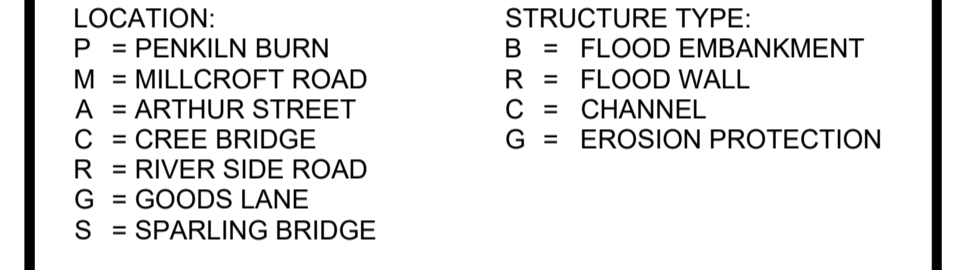 LOCATION:
P = PENKILN BURN
M = MILLCROFT ROAD
A = ARTHUR STREET
C = CREE BRIDGE
R = RIVER SIDE ROAD
G = GOODS LANE
S = SPARLING BRIDGE
STRUCTURE TYPE:
B = FLOOD EMBANKMENT
R = FLOOD WALL
C = CHANNEL
G = EROSION PROTECTION